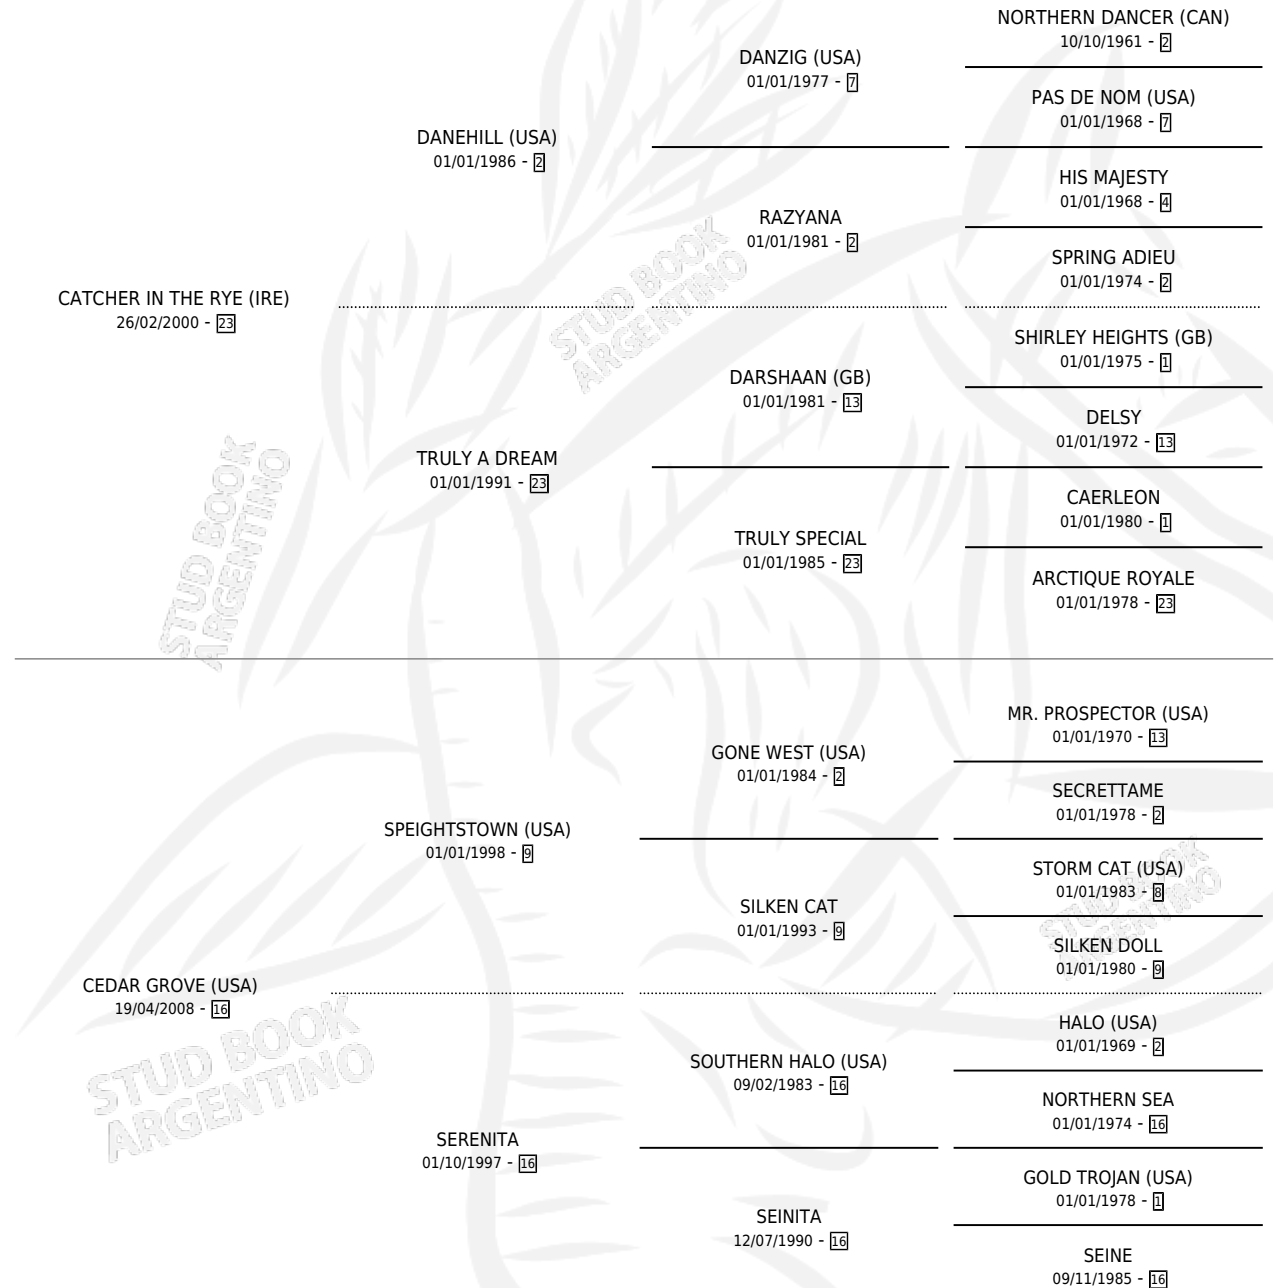 NORTHERN DANCER (CAN)
10/10/1961 - 2
DANZIG (USA)
01/01/1977 - 7
PAS DE NOM (USA)
01/01/1968 - 7
DANEHILL (USA)
01/01/1986 - 2
HIS MAJESTY
01/01/1968 - 4
RAZYANA
01/01/1981 - 2
SPRING ADIEU
01/01/1974 - 2
CATCHER IN THE RYE (IRE)
26/02/2000 - 23
STUD BOOK
ARGENTINO
SHIRLEY HEIGHTS (GB)
01/01/1975 - 1
DARSHAAN (GB)
01/01/1981 - 13
DELSY
01/01/1972 - 13
TRULY A DREAM
01/01/1991 - 23
CAERLEON
01/01/1980 - 1
TRULY SPECIAL
01/01/1985 - 23
ARCTIQUE ROYALE
01/01/1978 - 23
STUD BOOK
ARGENTINO
MR. PROSPECTOR (USA)
01/01/1970 - 13
GONE WEST (USA)
01/01/1984 - 2
SECRETTAME
01/01/1978 - 2
SPEIGHTSTOWN (USA)
01/01/1998 - 9
STORM CAT (USA)
01/01/1983 - 8
SILKEN CAT
01/01/1993 - 9
STUD BOOK
ARGENTINO
SILKEN DOLL
01/01/1980 - 9
CEDAR GROVE (USA)
19/04/2008 - 16
HALO (USA)
01/01/1969 - 2
SOUTHERN HALO (USA)
09/02/1983 - 16
STUD BOOK
ARGENTINO
NORTHERN SEA
01/01/1974 - 16
SERENITA
01/10/1997 - 16
GOLD TROJAN (USA)
01/01/1978 - 1
SEINITA
12/07/1990 - 16
SEINE
09/11/1985 - 16